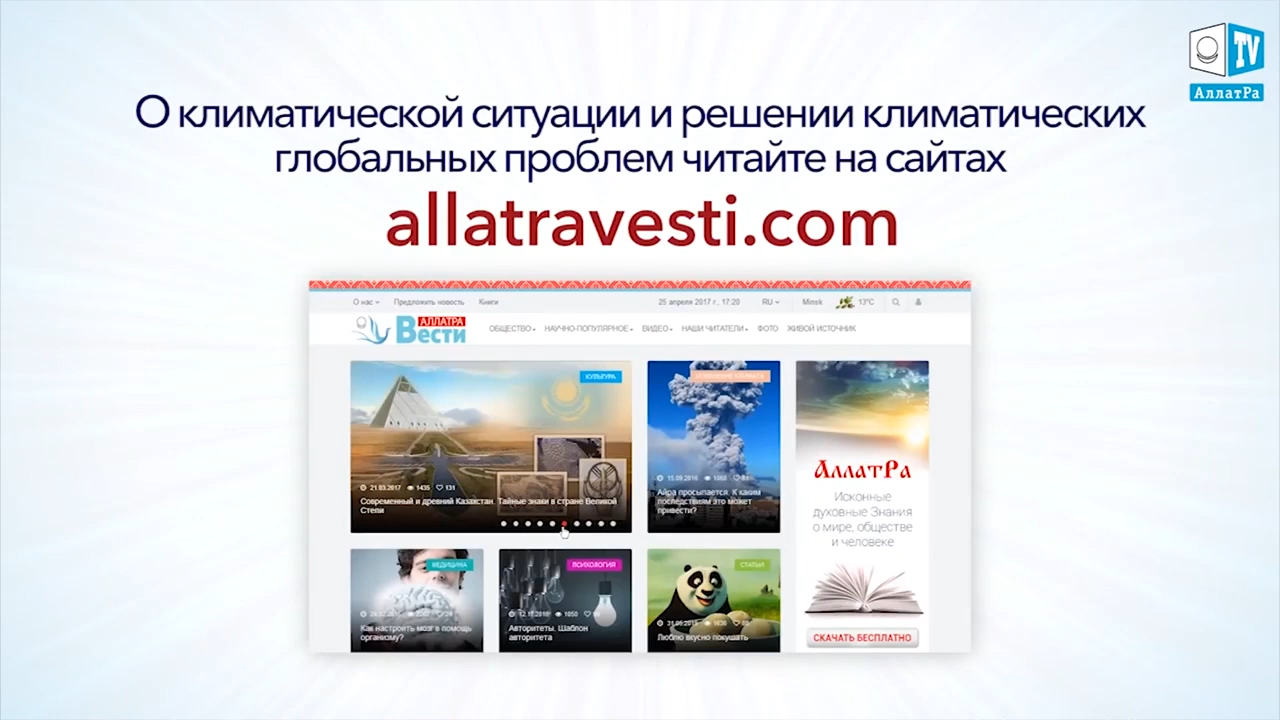 TV
АллатРа
О климатической ситуации и решении климатических
глобальных проблем читайте на сайтах
allatravesti.com
О нас
Предложить новость
Книги
25 апреля 2017 г., 17:20
RU
Minsk
13°C
АЛЛАТРА
Вести
ОБЩЕСТВО
НАУЧНО-ПОПУЛЯРНОЕ
ВИДЕО
НАШИ ЧИТАТЕЛИ
ФОТО
ЖИВОЙ ИСТОЧНИК
КУЛЬТУРА
21.03.2017 1435 131
Современный и древний Казахстан. Тайные знаки в стране Великой
Степи
15.09.2016
Айра просыпается. К каким
последствиям это может
привести?
АллатРа
Исконные
духовные Знания
о мире, обществе
и человеке
СКАЧАТЬ БЕСПЛАТНО
МЕДИЦИНА
Как настроить мозг в помощь
организму?
ПСИХОЛОГИЯ
1050
Авторитеты. Шаблон
авторитета
СТАТЬИ
Люблю вкусно покушать